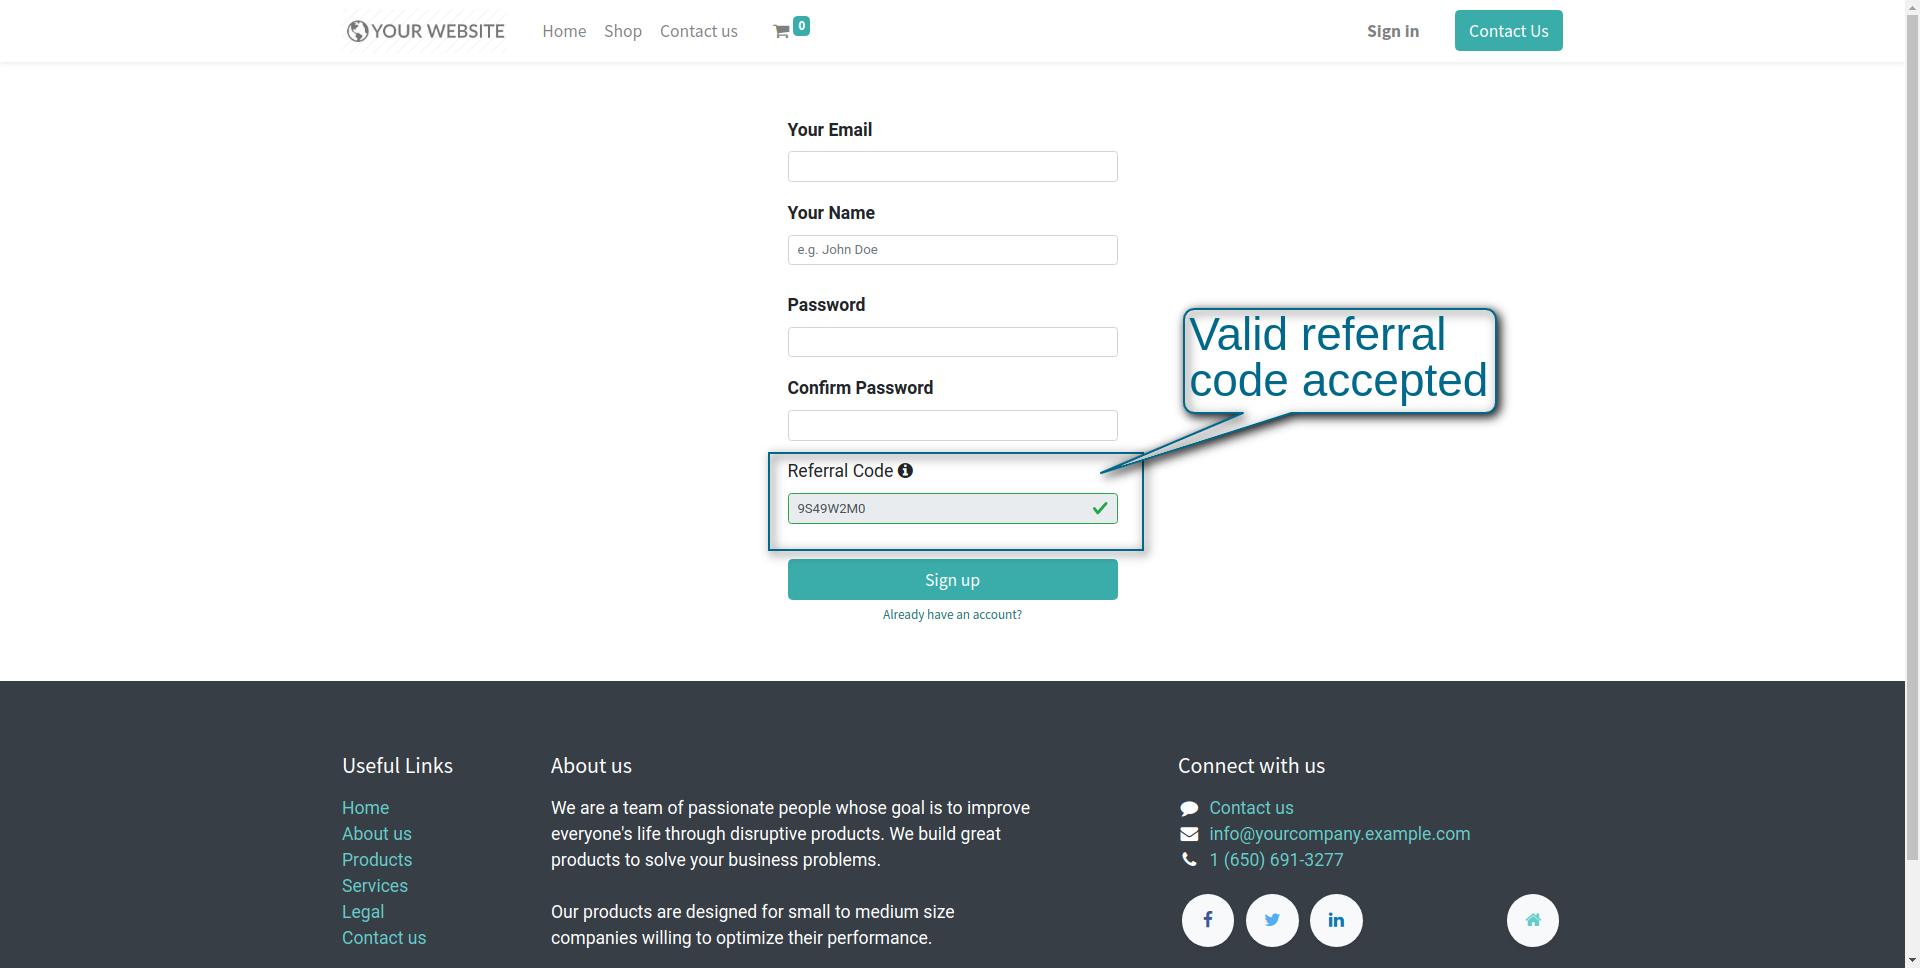 YOUR WEBSITE
Home
Shop
Contact us
0
Sign in
Contact Us
Your Email
Your Name
e.g. John Doe
Password
Confirm Password
Valid referral
code accepted
Referral Code
9S49W2M0
Sign up
Already have an account?
Useful Links
Home
About us
Products
Services
Legal
Contact us
About us
We are a team of passionate people whose goal is to improve
everyone's life through disruptive products. We build great
products to solve your business problems.
Our products are designed for small to medium size
companies willing to optimize their performance.
Connect with us
Contact us
info@yourcompany.example.com
1 (650) 691-3277